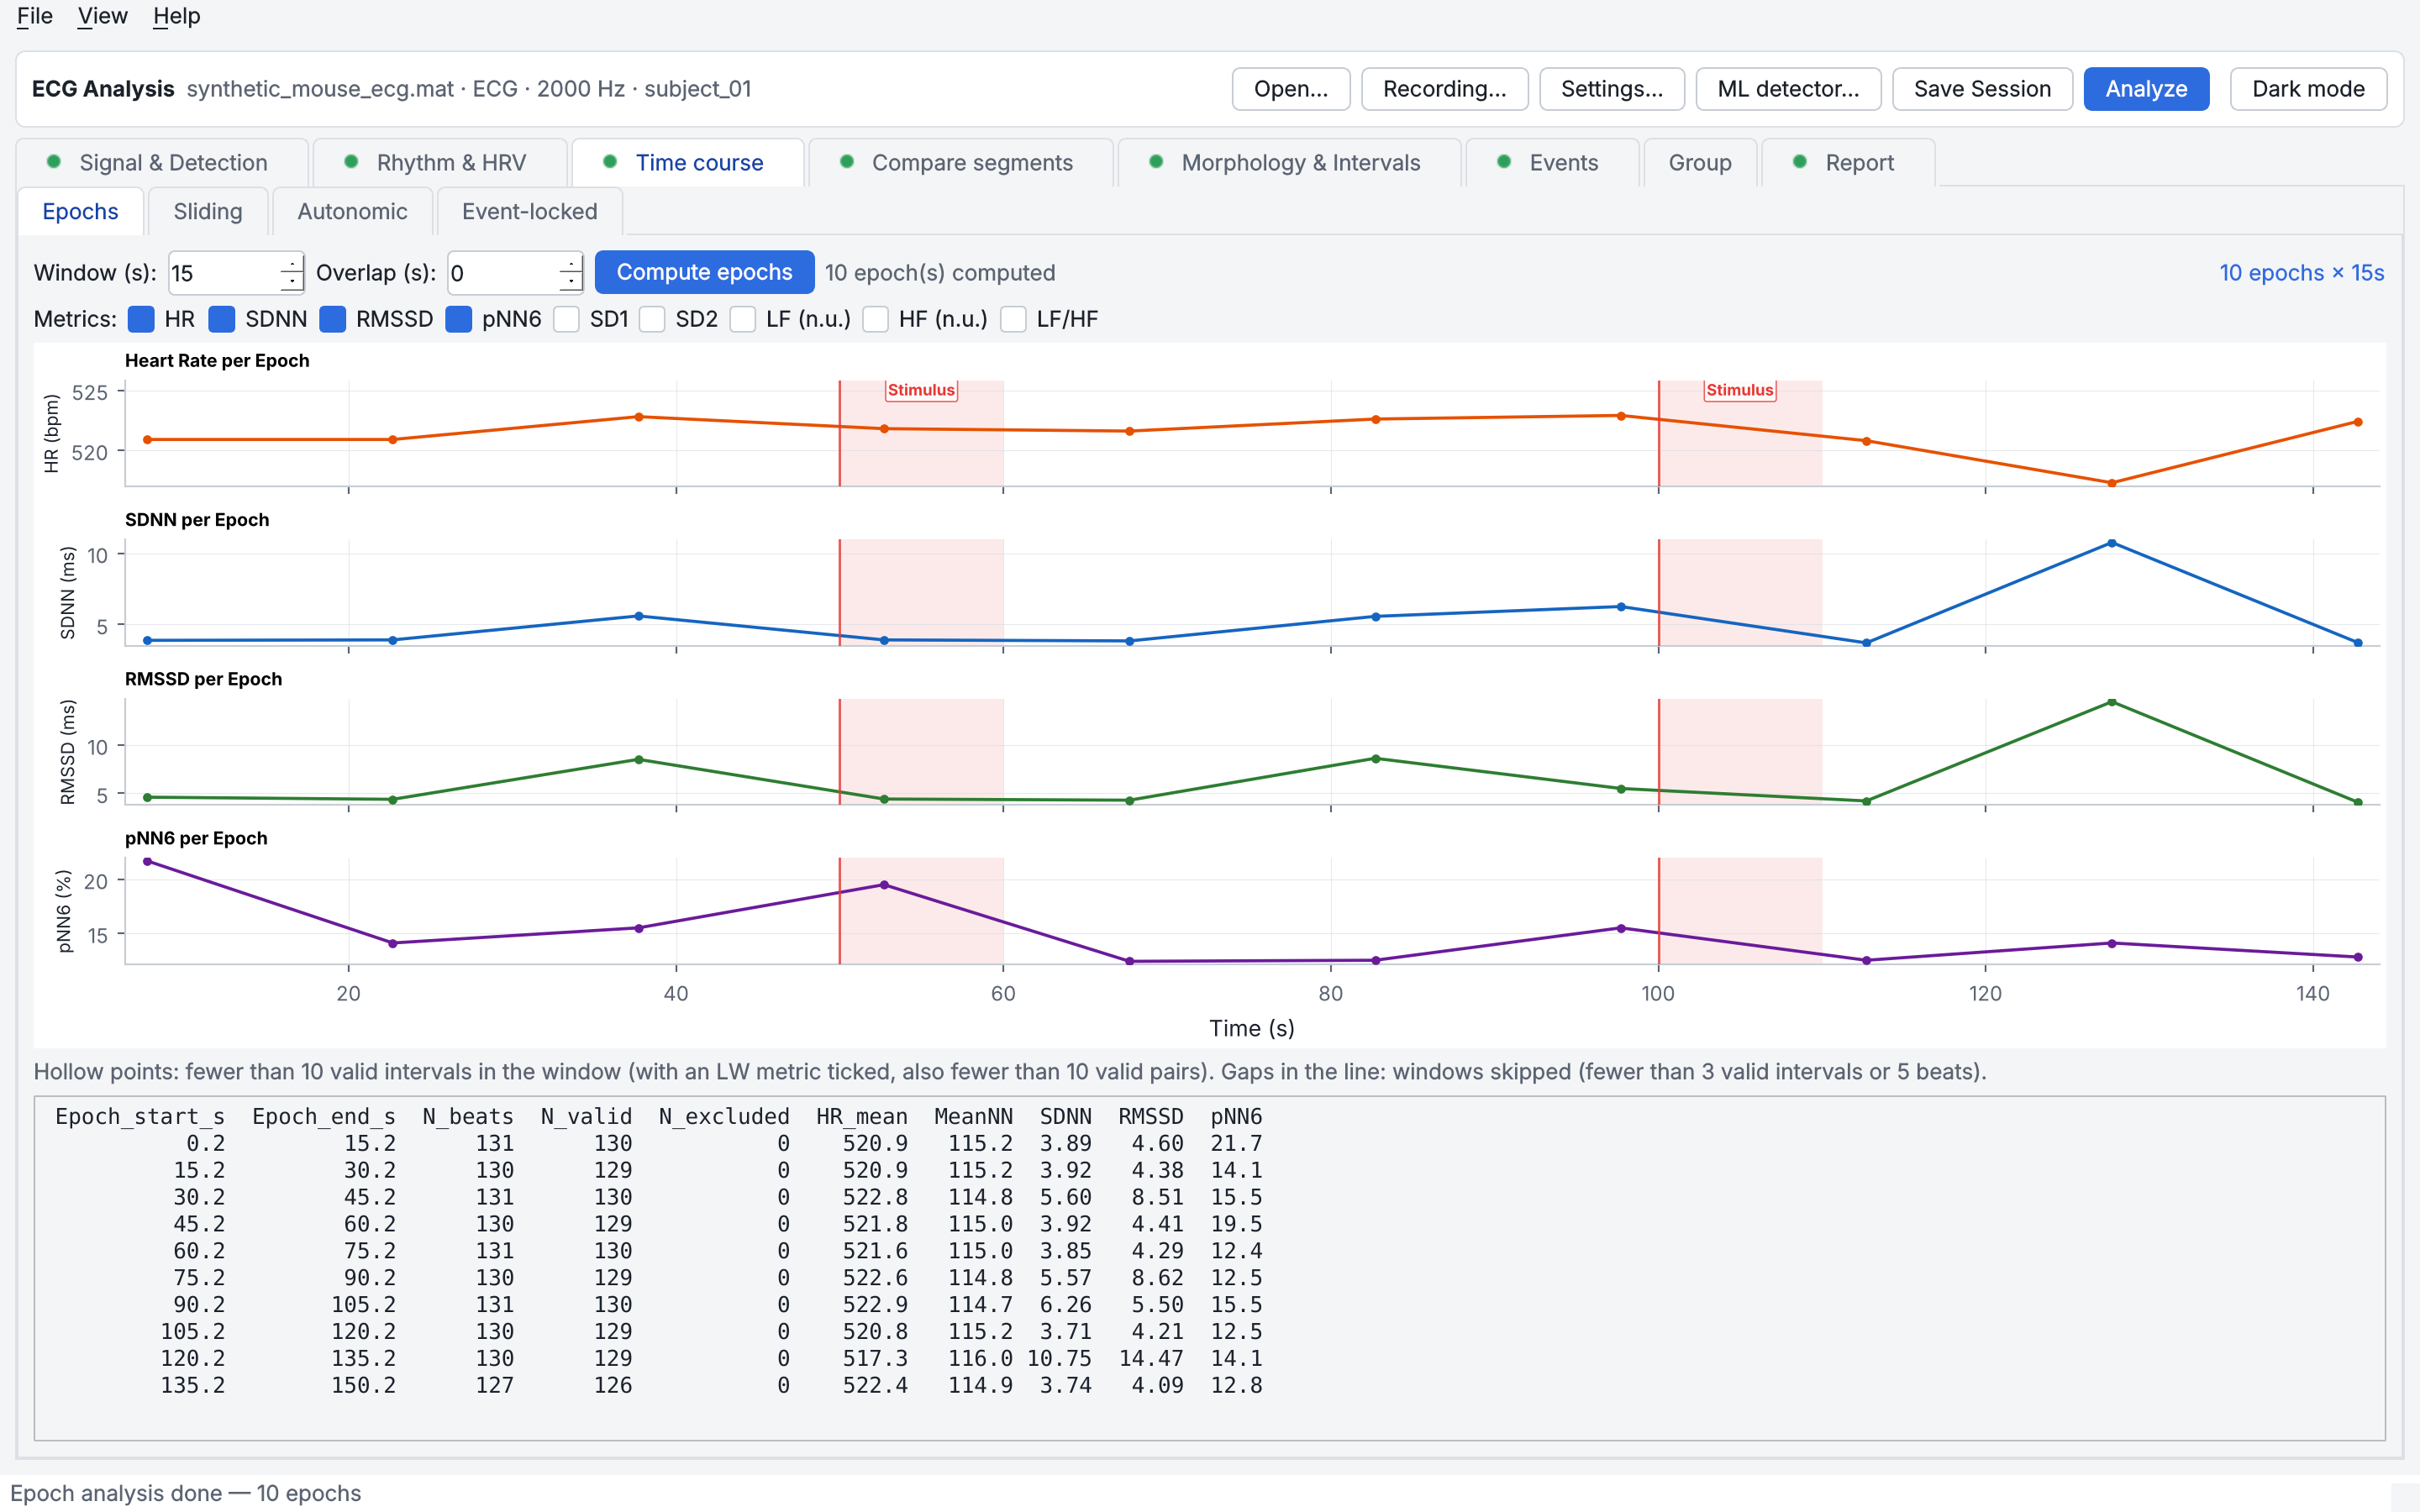 File View Help
ECG Analysis synthetic_mouse_ecg.mat · ECG · 2000 Hz · subject_01 Open... Recording... Settings... ML detector... Save Session Analyze Dark mode
Signal & Detection Rhythm & HRV Time course Compare segments Morphology & Intervals Events Group Report
Epochs Sliding Autonomic Event-locked
Window (s): 15 Overlap (s): 0 Compute epochs 10 epoch(s) computed 10 epochs × 15s
Metrics: HR SDNN RMSSD pNN6 SD1 SD2 LF (n.u.) HF (n.u.) LF/HF
Heart Rate per Epoch
HR (bpm)
525
520
Stimulus Stimulus
SDNN per Epoch
SDNN (ms)
10
5
RMSSD per Epoch
RMSSD (ms)
10
5
pNN6 per Epoch
pNN6 (%)
20
15
20 40 60 80 100 120 140
Time (s)
Hollow points: fewer than 10 valid intervals in the window (with an LW metric ticked, also fewer than 10 valid pairs). Gaps in the line: windows skipped (fewer than 3 valid intervals or 5 beats).
Epoch_start_s Epoch_end_s N_beats N_valid N_excluded HR_mean MeanNN SDNN RMSSD pNN6
0.2 15.2 131 130 0 520.9 115.2 3.89 4.60 21.7
15.2 30.2 130 129 0 520.9 115.2 3.92 4.38 14.1
30.2 45.2 131 130 0 522.8 114.8 5.60 8.51 15.5
45.2 60.2 130 129 0 521.8 115.0 3.92 4.41 19.5
60.2 75.2 131 130 0 521.6 115.0 3.85 4.29 12.4
75.2 90.2 130 129 0 522.6 114.8 5.57 8.62 12.5
90.2 105.2 131 130 0 522.9 114.7 6.26 5.50 15.5
105.2 120.2 130 129 0 520.8 115.2 3.71 4.21 12.5
120.2 135.2 130 129 0 517.3 116.0 10.75 14.47 14.1
135.2 150.2 127 126 0 522.4 114.9 3.74 4.09 12.8
Epoch analysis done — 10 epochs